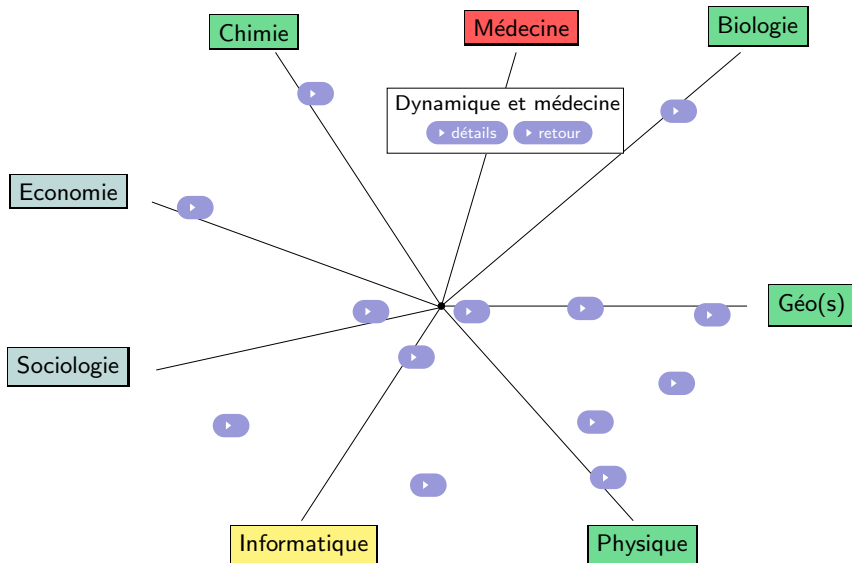 Chimie
Médecine
Biologie
Dynamique et médecine
détails retour
Economie
Géo(s)
Sociologie
Informatique
Physique